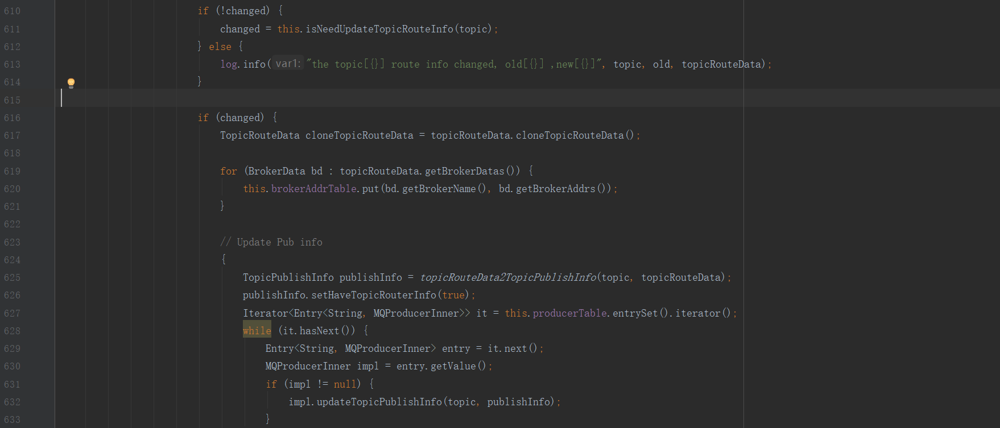 610 if (!changed) {
611 changed = this.isNeedUpdateTopicRouteInfo(topic);
612 } else {
613 log.info( var1: "the topic[{}] route info changed, old[{}] ,new[{}]", topic, old, topicRouteData);
614 }
615
616 if (changed) {
617 TopicRouteData cloneTopicRouteData = topicRouteData.cloneTopicRouteData();
618
619 for (BrokerData bd : topicRouteData.getBrokerDatas()) {
620 this.brokerAddrTable.put(bd.getBrokerName(), bd.getBrokerAddrs());
621 }
622
623 // Update Pub info
624 {
625 TopicPublishInfo publishInfo = topicRouteData2TopicPublishInfo(topic, topicRouteData);
626 publishInfo.setHaveTopicRouterInfo(true);
627 Iterator<Entry<String, MQProducerInner>> it = this.producerTable.entrySet().iterator();
628 while (it.hasNext()) {
629 Entry<String, MQProducerInner> entry = it.next();
630 MQProducerInner impl = entry.getValue();
631 if (impl != null) {
632 impl.updateTopicPublishInfo(topic, publishInfo);
633 }